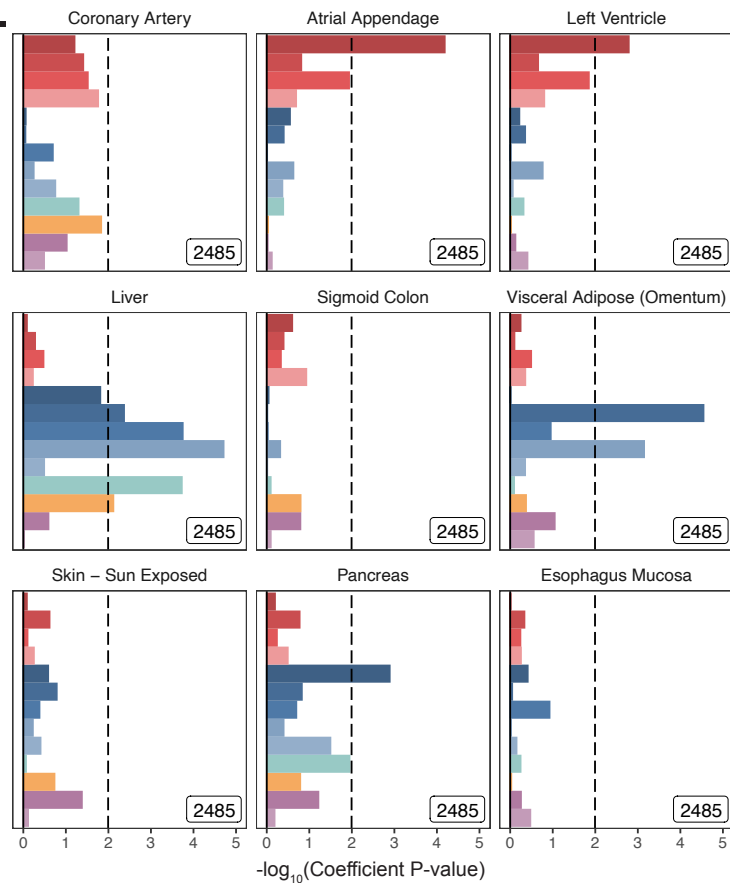 Coronary Artery Atrial Appendage Left Ventricle
2485 2485 2485
Liver Sigmoid Colon Visceral Adipose (Omentum)
2485 2485 2485
Skin – Sun Exposed Pancreas Esophagus Mucosa
2485 2485 2485
0 1 2 3 4 5 0 1 2 3 4 5 0 1 2 3 4 5
-log₁₀(Coefficient P-value)